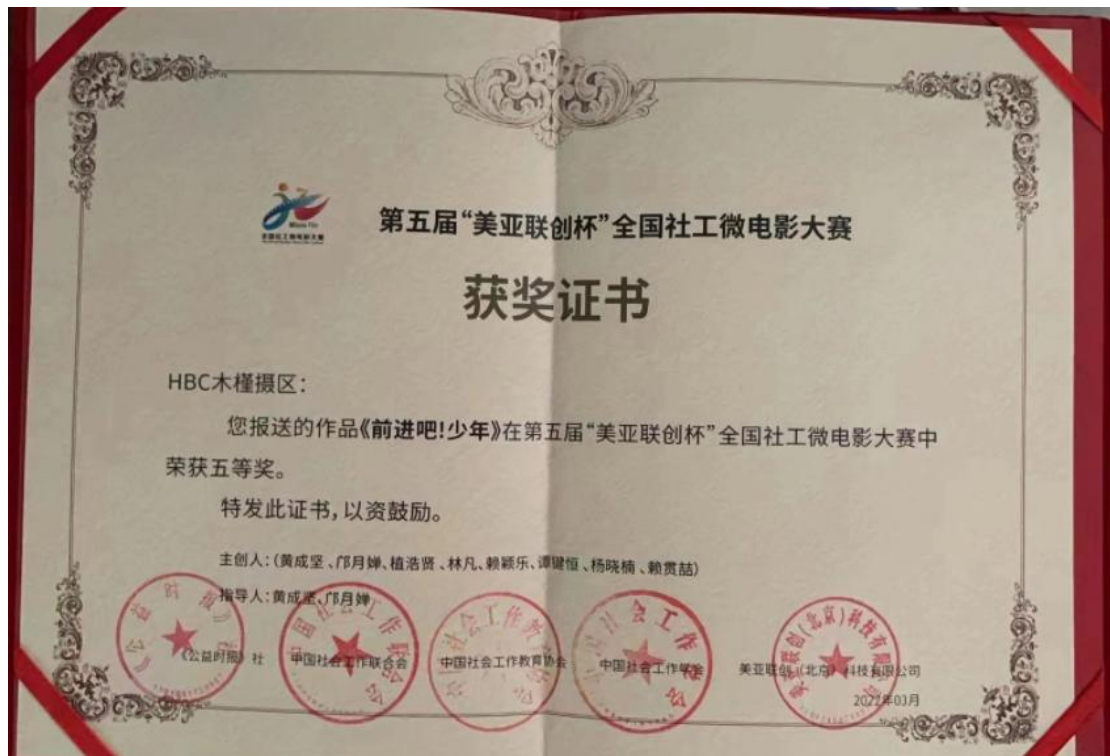 第五届“美亚联创杯”全国社工微电影大赛
获奖证书
HBC木槿摄区：
您报送的作品《前进吧!少年》在第五届“美亚联创杯”全国社工微电影大赛中
荣获五等奖。
特发此证书，以资鼓励。
主创人：(黄成坚、邝月婵、植浩贤、林凡、赖颖乐、谭键恒、杨晓楠、赖贯喆)
指导人：黄成坚、邝月婵
《公益时报》社 中国社会工作联合会 中国社会工作教育协会 中国社会工作学会 美亚联创（北京）科技有限公司
2022年03月